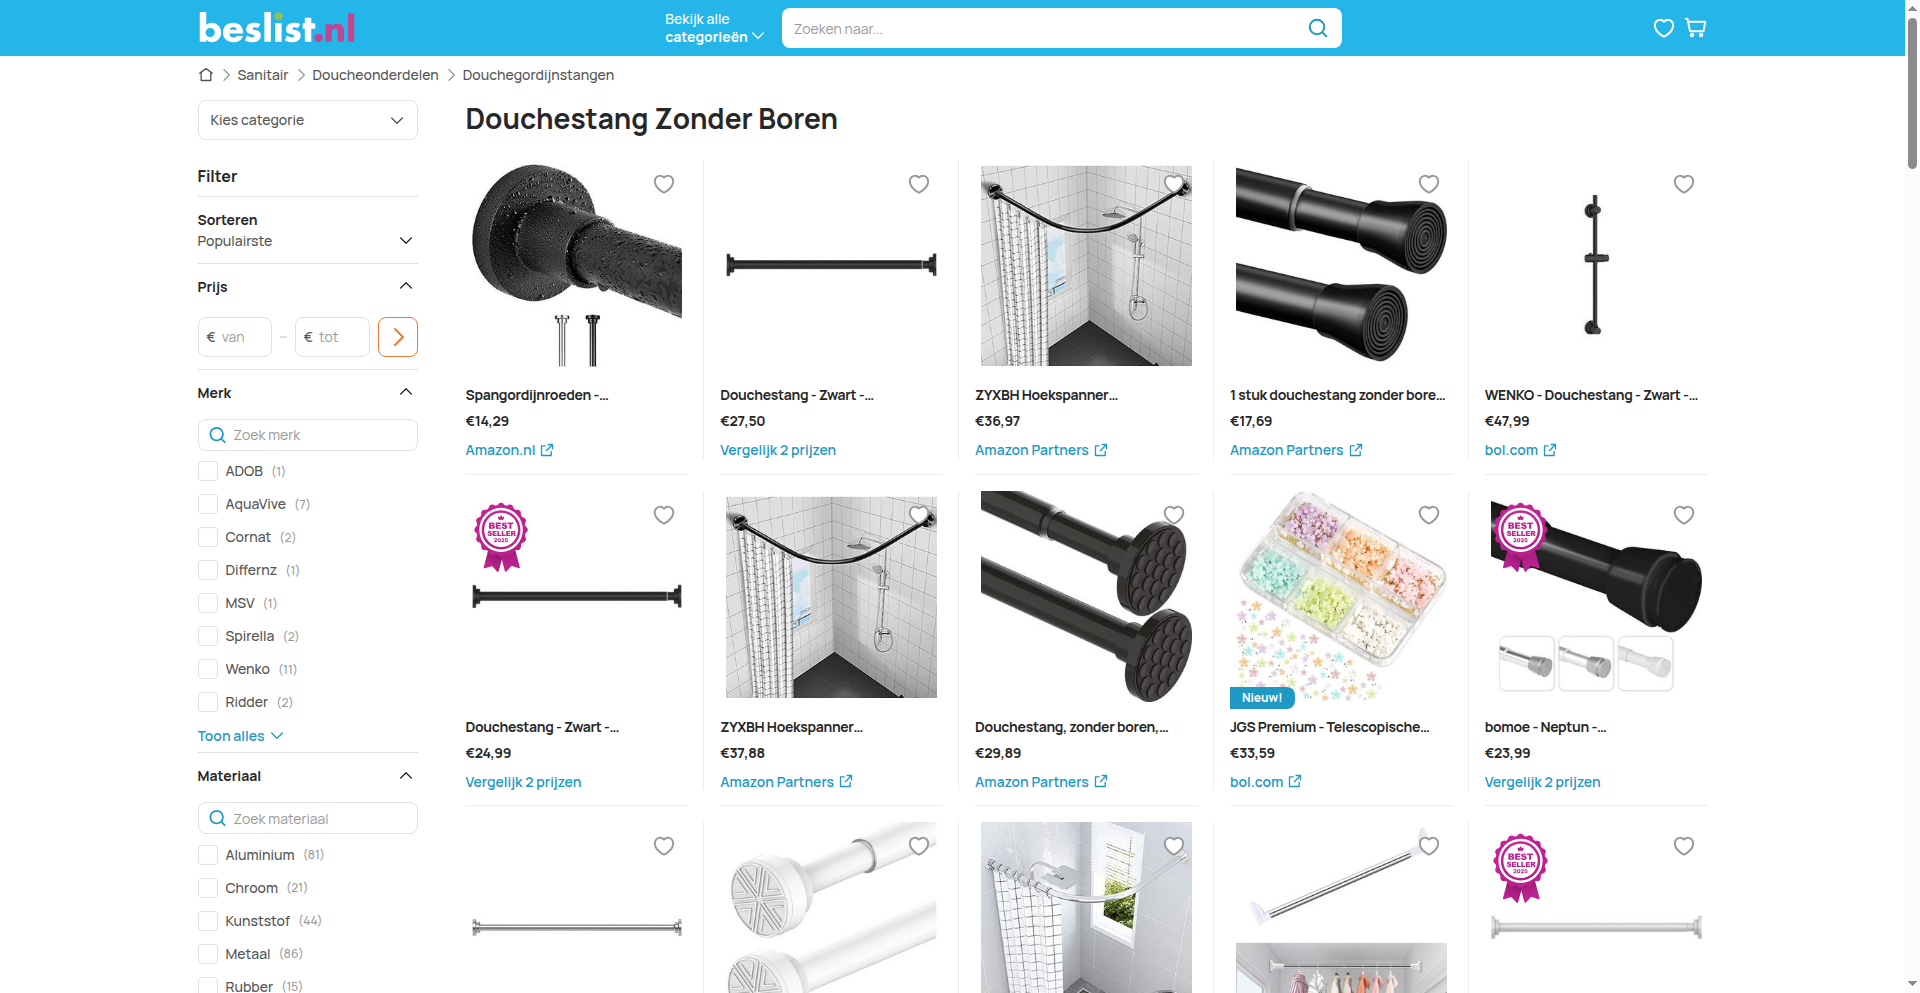 beslist.nl
Bekijk alle
categorieën
Zoeken naar...
Sanitair
Doucheonderdelen
Douchegordijnstangen
Kies categorie
Douchestang Zonder Boren
Filter
Sorteren
Populairste
Prijs
€ van
–
€ tot
Merk
Zoek merk
ADOB (1)
AquaVive (7)
Cornat (2)
Differnz (1)
MSV (1)
Spirella (2)
Wenko (11)
Ridder (2)
Toon alles
Materiaal
Zoek materiaal
Aluminium (81)
Chroom (21)
Kunststof (44)
Metaal (86)
Rubber (15)
Spangordijnroeden -...
€14,29
Amazon.nl
Douchestang - Zwart -...
€27,50
Vergelijk 2 prijzen
ZYXBH Hoekspanner...
€36,97
Amazon Partners
1 stuk douchestang zonder bore...
€17,69
Amazon Partners
WENKO - Douchestang - Zwart -...
€47,99
bol.com
BEST
SELLER
2025
Douchestang - Zwart -...
€24,99
Vergelijk 2 prijzen
ZYXBH Hoekspanner...
€37,88
Amazon Partners
Douchestang, zonder boren,...
€29,89
Amazon Partners
Nieuw!
JGS Premium - Telescopische...
€33,59
bol.com
BEST
SELLER
2025
bomoe - Neptun -...
€23,99
Vergelijk 2 prijzen
BEST
SELLER
2025